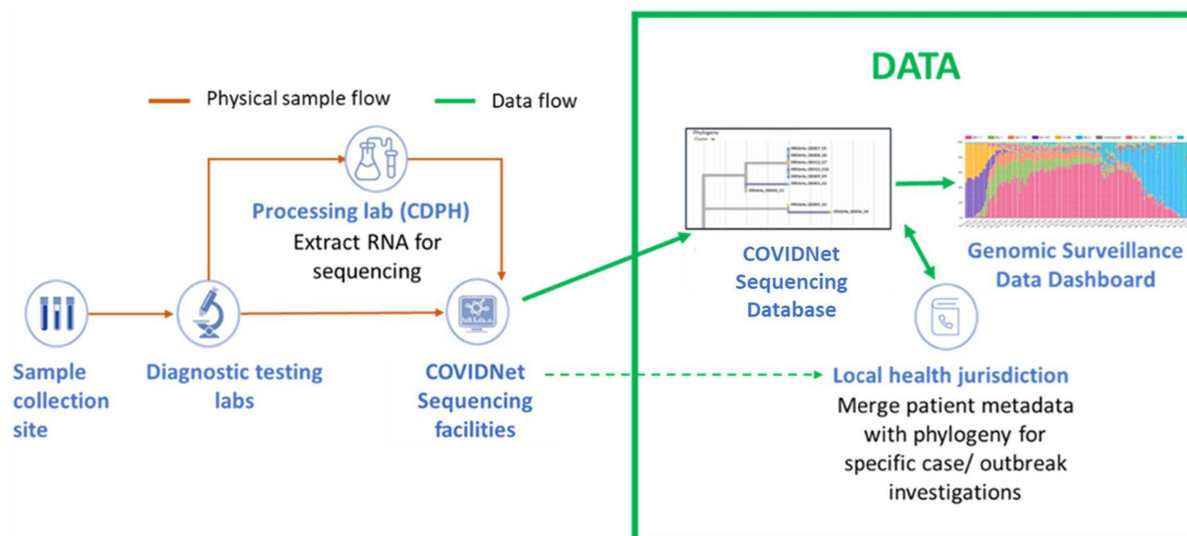 DATA
Physical sample flow
Data flow
Phylogeny
Processing lab (CDPH)
Extract RNA for
sequencing
COVIDNet
Sequencing
Database
Genomic Surveillance
Data Dashboard
Sample
collection
site
Diagnostic testing
labs
COVIDNet
Sequencing
facilities
Local health jurisdiction
Merge patient metadata
with phylogeny for
specific case/ outbreak
investigations